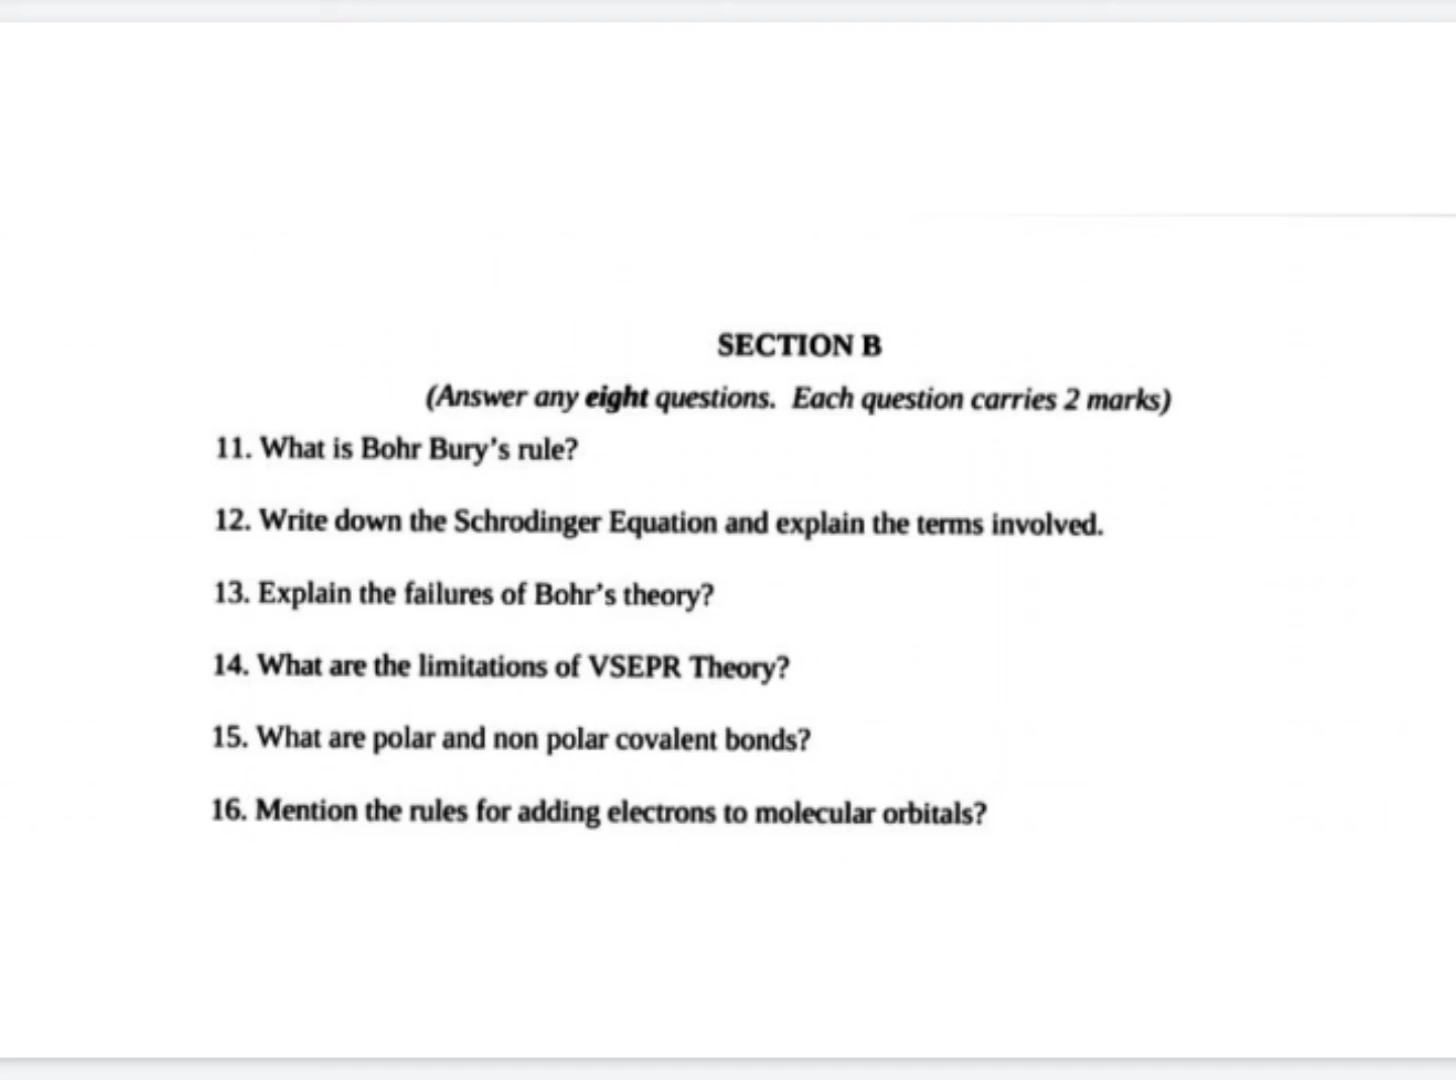 SECTION B
(Answer any eight questions. Each question carries 2 marks)
11. What is Bohr Bury's rule?
12. Write down the Schrodinger Equation and explain the terms involved.
13. Explain the failures of Bohr's theory?
14. What are the limitations of VSEPR Theory?
15. What are polar and non polar covalent bonds?
16. Mention the rules for adding electrons to molecular orbitals?